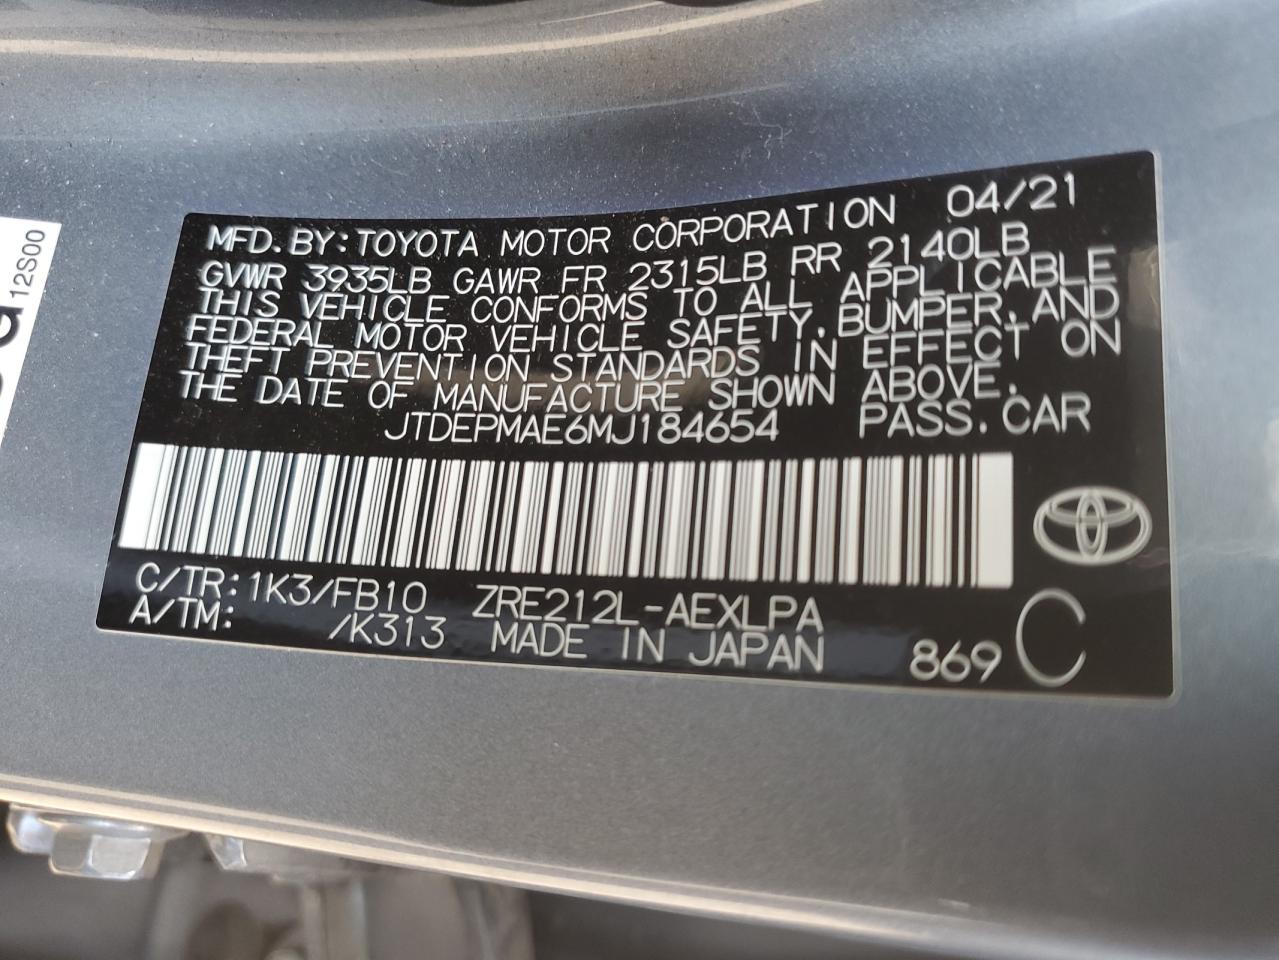 MFD.BY:TOYOTA MOTOR CORPORATION 04/21
GVWR 3935LB GAWR FR 2315LB RR 2140LB
THIS VEHICLE CONFORMS TO ALL APPLICABLE
FEDERAL MOTOR VEHICLE SAFETY,BUMPER,AND
THEFT PREVENTION STANDARDS IN EFFECT ON
THE DATE OF MANUFACTURE SHOWN ABOVE.
JTDEPMAE6MJ184654 PASS.CAR
C/TR:1K3/FB10 ZRE212L-AEXLPA
A/TM: /K313 MADE IN JAPAN 869 C
12S00